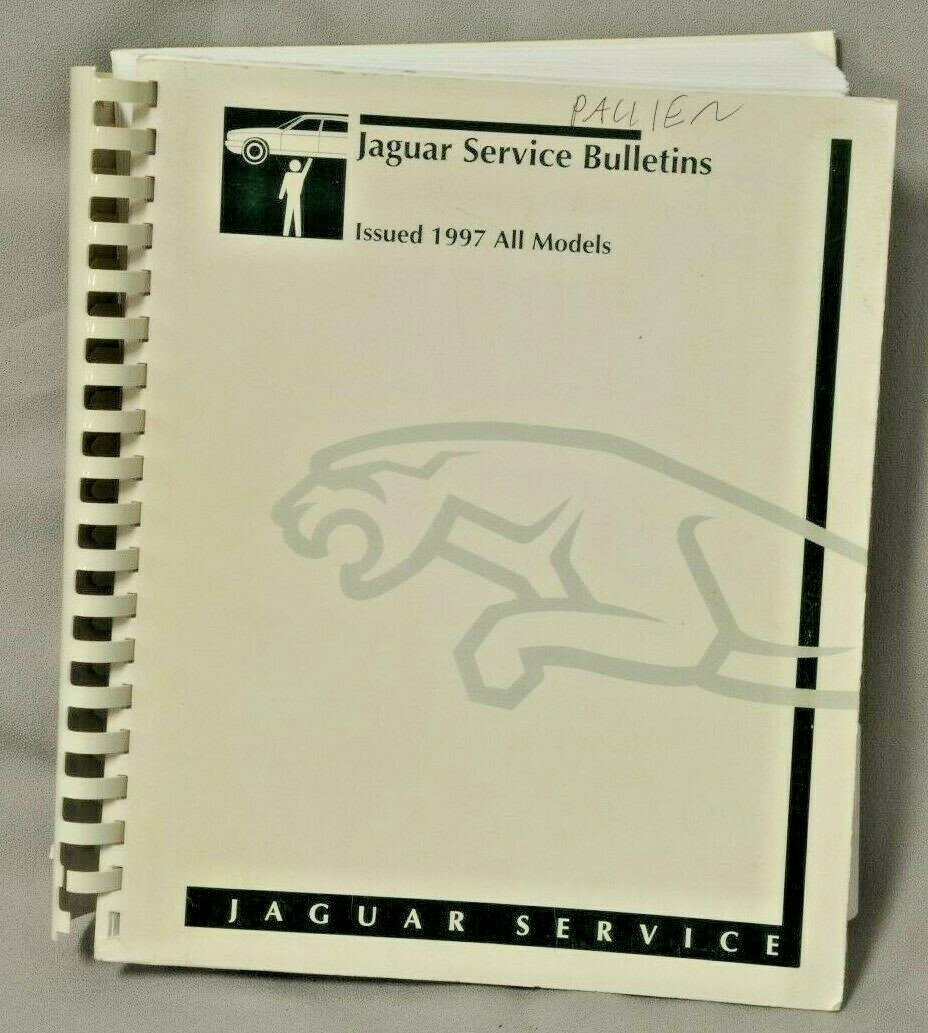 PAULIEN
Jaguar Service Bulletins
Issued 1997 All Models
JAGUAR SERVICE